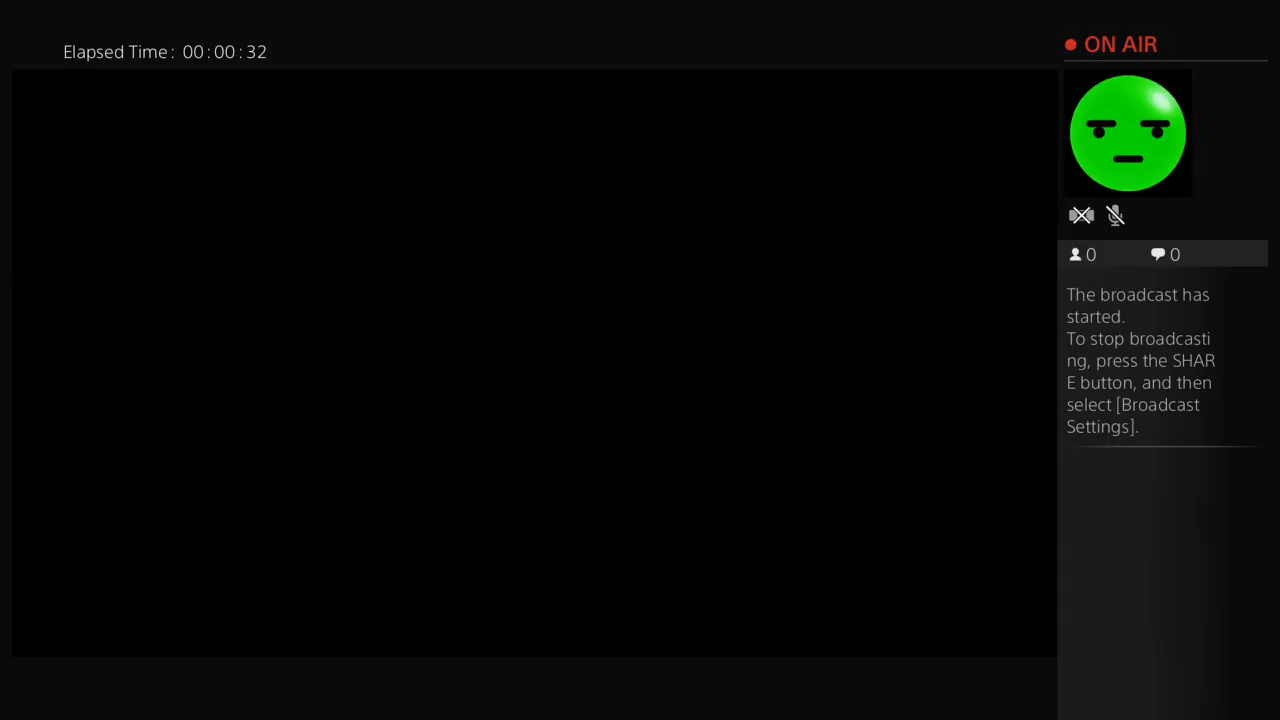 Elapsed Time: 00:00:32
ON AIR
0 0
The broadcast has
started.
To stop broadcasti
ng, press the SHAR
E button, and then
select [Broadcast
Settings].